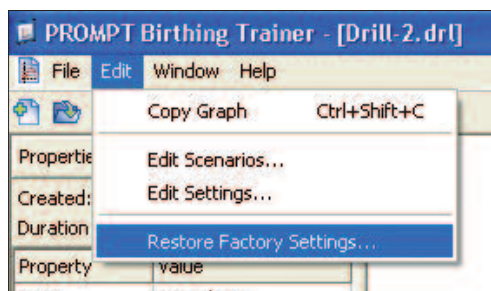 PROMPT Birthing Trainer - [Drill-2.drl]
File Edit Window Help
Copy Graph Ctrl+Shift+C
Propertie
Edit Scenarios...
Created:
Edit Settings...
Duration
Restore Factory Settings...
Property Value